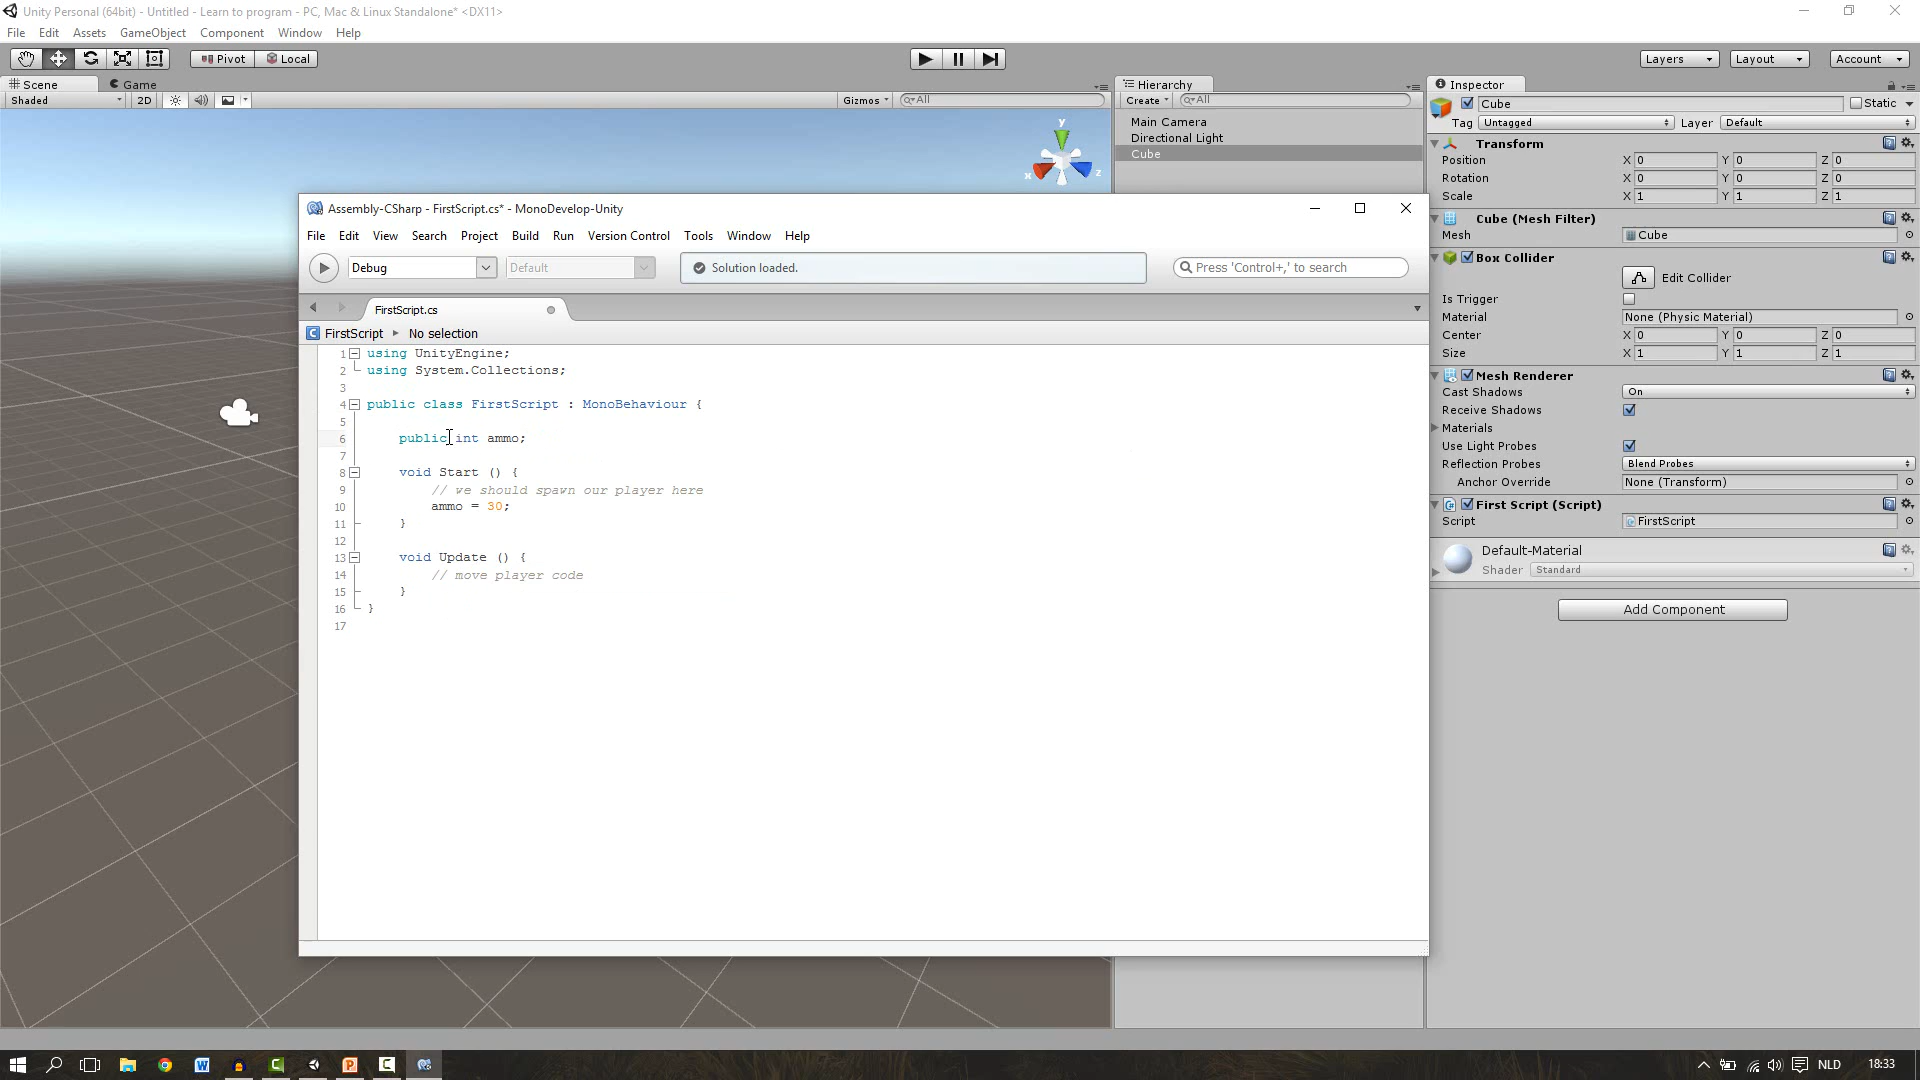 Unity Personal (64bit) - Untitled - Learn to program - PC, Mac & Linux Standalone* <DX11>
File Edit Assets GameObject Component Window Help
Pivot Local
Layers Layout Account
Scene Game
Shaded 2D Gizmos All
Hierarchy
Create All
Main Camera
Directional Light
Cube
y
x
z
Inspector
Cube Static
Tag Untagged Layer Default
Transform
Position X 0 Y 0 Z 0
Rotation X 0 Y 0 Z 0
Scale X 1 Y 1 Z 1
Cube (Mesh Filter)
Mesh Cube
Box Collider
Edit Collider
Is Trigger
Material None (Physic Material)
Center X 0 Y 0 Z 0
Size X 1 Y 1 Z 1
Mesh Renderer
Cast Shadows On
Receive Shadows
Materials
Use Light Probes
Reflection Probes Blend Probes
Anchor Override None (Transform)
First Script (Script)
Script FirstScript
Default-Material
Shader Standard
Add Component
Assembly-CSharp - FirstScript.cs* - MonoDevelop-Unity
File Edit View Search Project Build Run Version Control Tools Window Help
Debug Default Solution loaded. Press 'Control+,' to search
FirstScript.cs
FirstScript No selection
1 using UnityEngine;
2 using System.Collections;
3
4 public class FirstScript : MonoBehaviour {
5
6 public int ammo;
7
8 void Start () {
9 // we should spawn our player here
10 ammo = 30;
11 }
12
13 void Update () {
14 // move player code
15 }
16 }
17
NLD 18:33